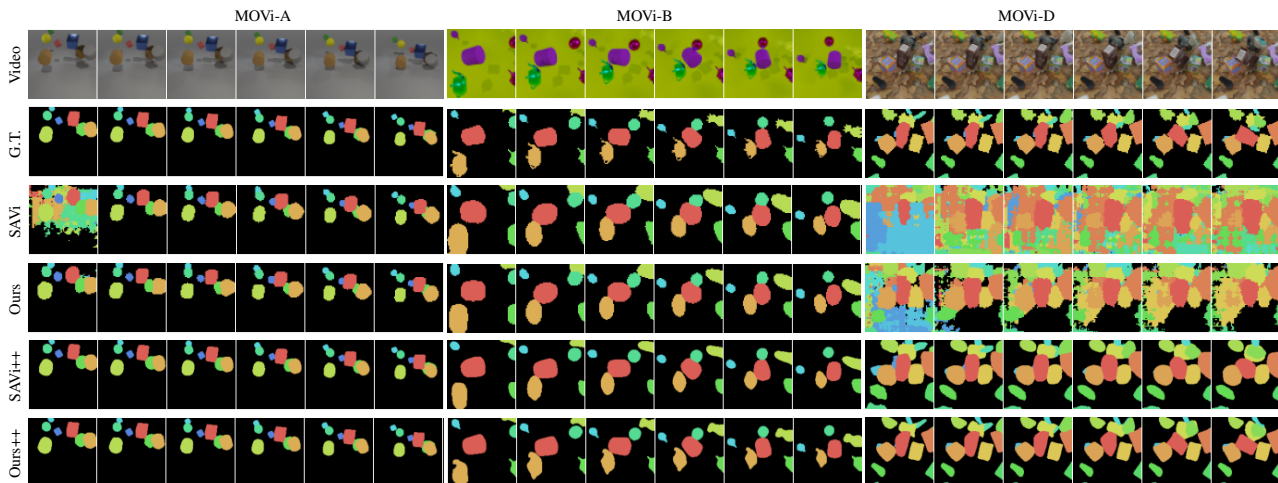 MOVi-A MOVi-B MOVi-D
Video
G.T.
SAVi
Ours
SAVi++
Ours++